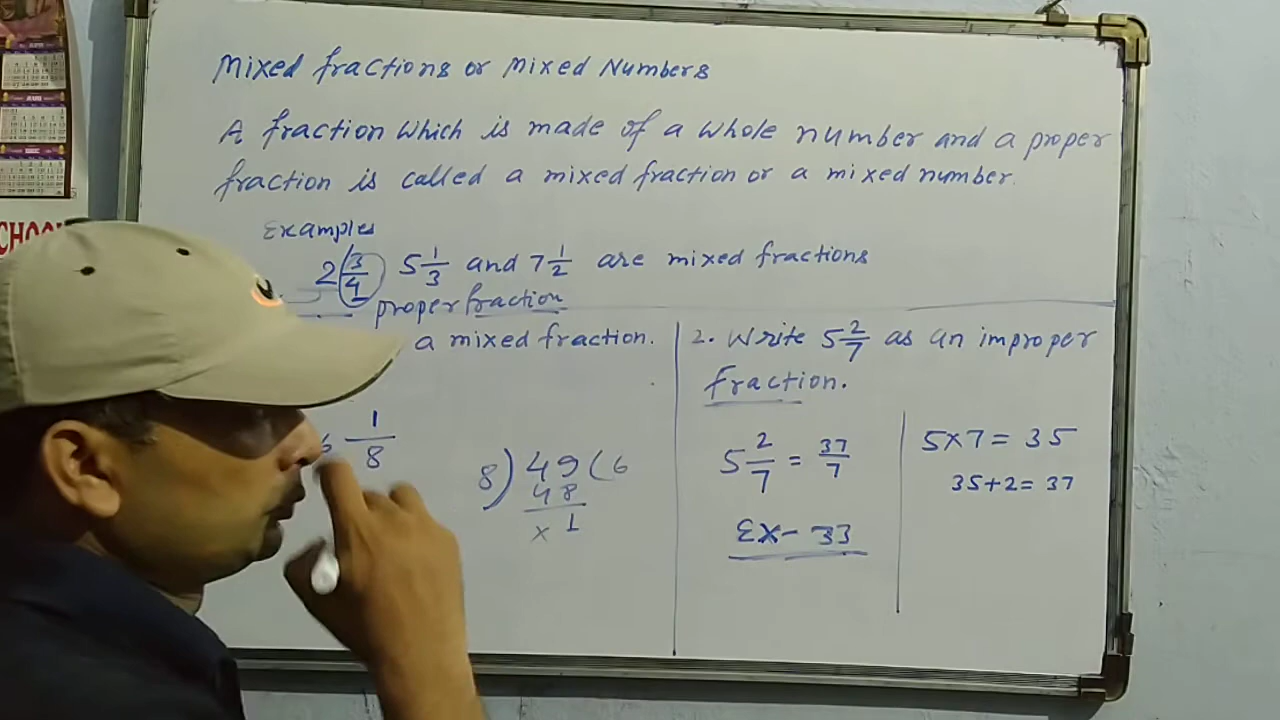 Mixed fractions or Mixed Numbers
A fraction which is made of a whole number and a proper
fraction is called a mixed fraction or a mixed number.
Examples
2 3/4 5 1/3 and 7 1/2 are mixed fractions
proper fraction
a mixed fraction.
6 1/8
8) 49 (6
48
x 1
2. Write 5 2/7 as an improper
fraction.
5 2/7 = 37/7
Ex- 33
5x7= 35
35+2= 37
SCHOO